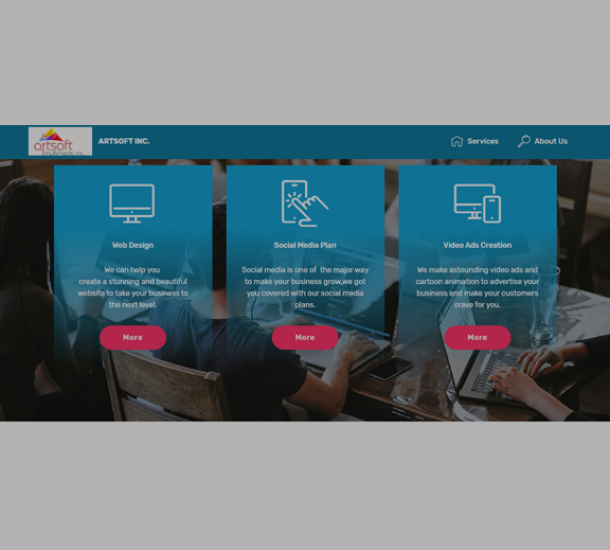 artsoft
ARTSOFT INC.
Services
About Us
Web Design
We can help you
create a stunning and beautiful
website to take your business to
the next level.
More
Social Media Plan
Social media is one of the major way
to make your business grow,we got
you covered with our social media
plans.
More
Video Ads Creation
We make astounding video ads and
cartoon animation to advertise your
business and make your customers
crave for you.
More